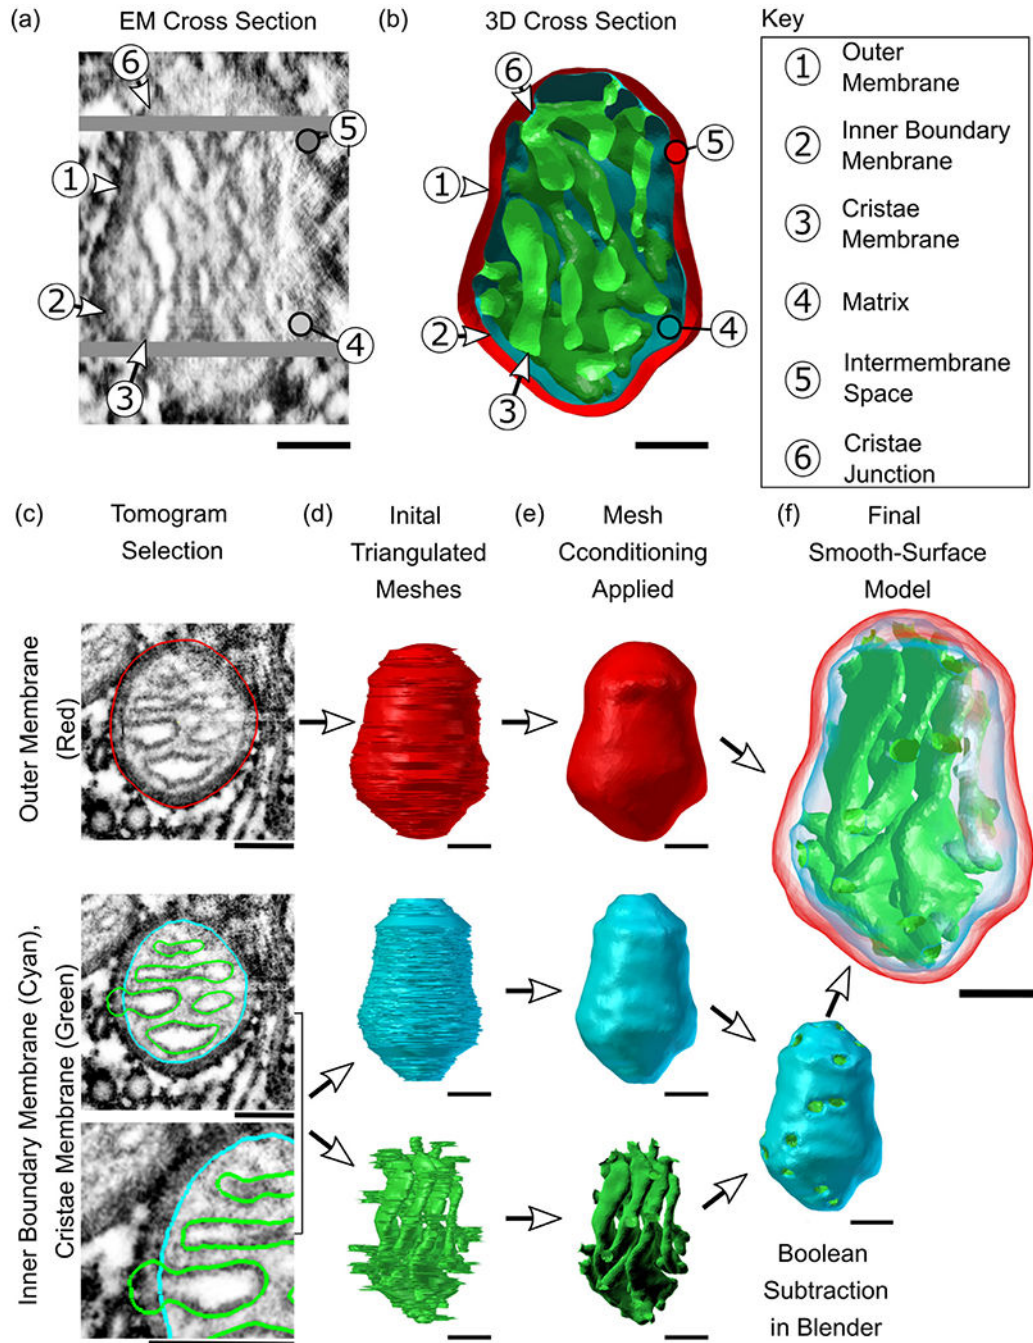 (a) EM Cross Section
(b) 3D Cross Section
Key
6
5
1
2
4
3
6
5
1
2
4
3
1 Outer
Membrane
2 Inner Boundary
Menbrane
3 Cristae
Membrane
4 Matrix
5 Intermembrane
Space
6 Cristae
Junction
(c) Tomogram
Selection
(d) Inital
Triangulated
Meshes
(e) Mesh
Cconditioning
Applied
(f) Final
Smooth-Surface
Model
Outer Membrane
(Red)
Inner Boundary Membrane (Cyan),
Cristae Membrane (Green)
Boolean
Subtraction
in Blender